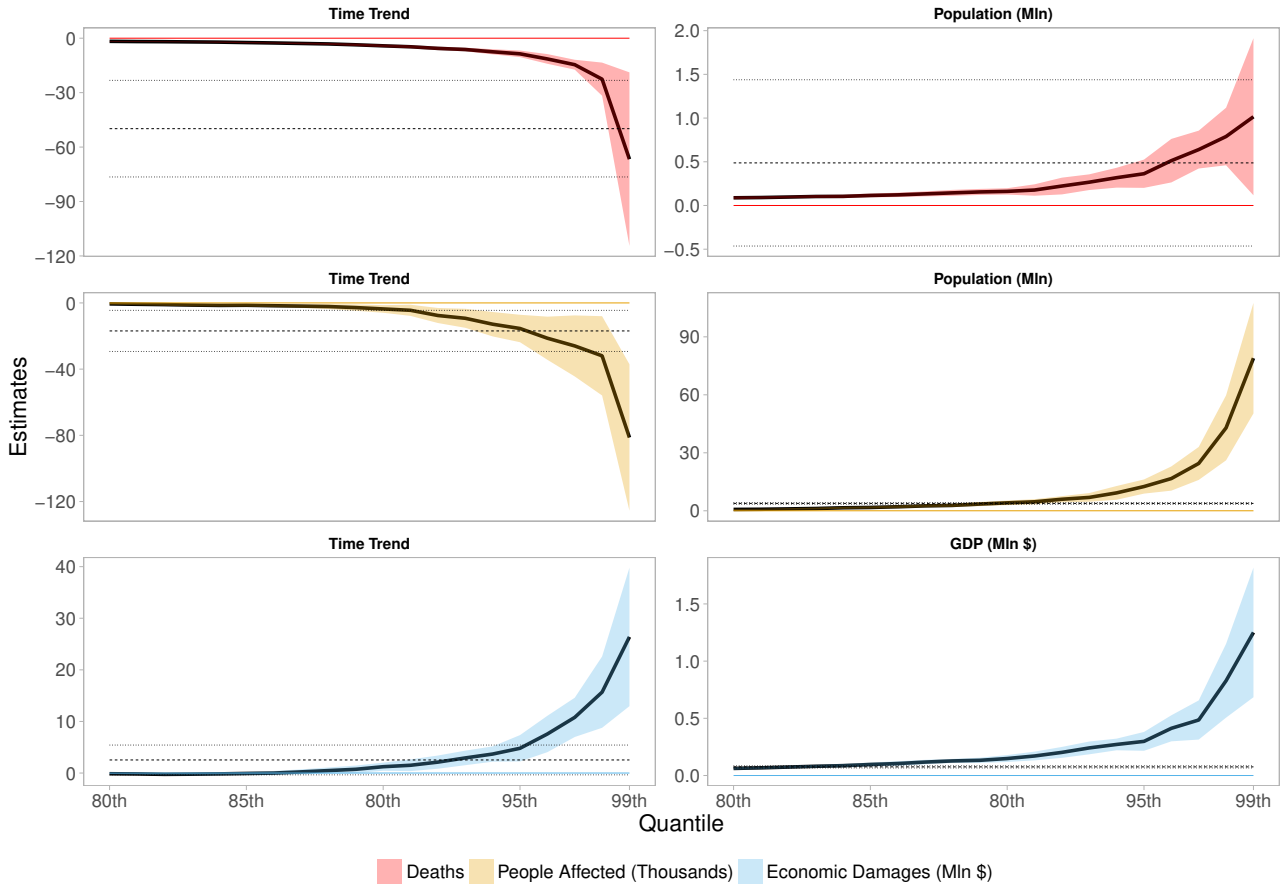 Time Trend
Population (Mln)
0
−30
−60
−90
−120
2.0
1.5
1.0
0.5
0.0
−0.5
Time Trend
Population (Mln)
0
−40
−80
−120
90
60
30
0
Time Trend
GDP (Mln $)
40
30
20
10
0
1.5
1.0
0.5
0.0
80th 85th 80th 95th 99th
80th 85th 80th 95th 99th
Estimates
Quantile
Deaths People Affected (Thousands) Economic Damages (Mln $)